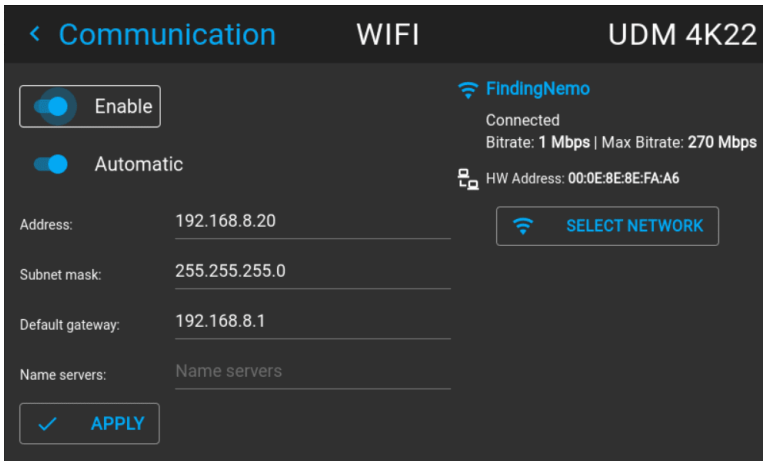 Communication WIFI UDM 4K22
Enable
Automatic
Address: 192.168.8.20
Subnet mask: 255.255.255.0
Default gateway: 192.168.8.1
Name servers: Name servers
APPLY
FindingNemo
Connected
Bitrate: 1 Mbps | Max Bitrate: 270 Mbps
HW Address: 00:0E:8E:8E:FA:A6
SELECT NETWORK